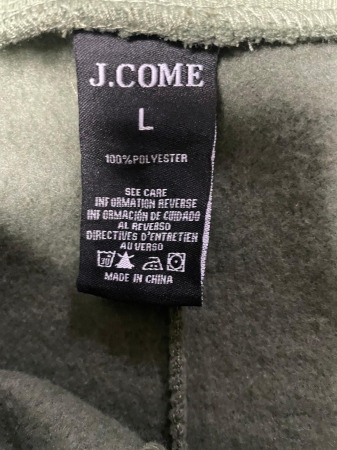 J.COME
L
100%POLYESTER
SEE CARE
INFORMATION REVERSE
INFORMACIÓN DE CUIDADO
AL REVERSO
DIRECTIVES D'ENTRETIEN
AU VERSO
MADE IN CHINA